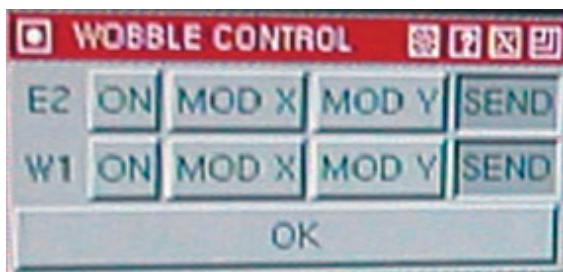 WOBBLE CONTROL
E2 ON MOD X MOD Y SEND
W1 ON MOD X MOD Y SEND
OK